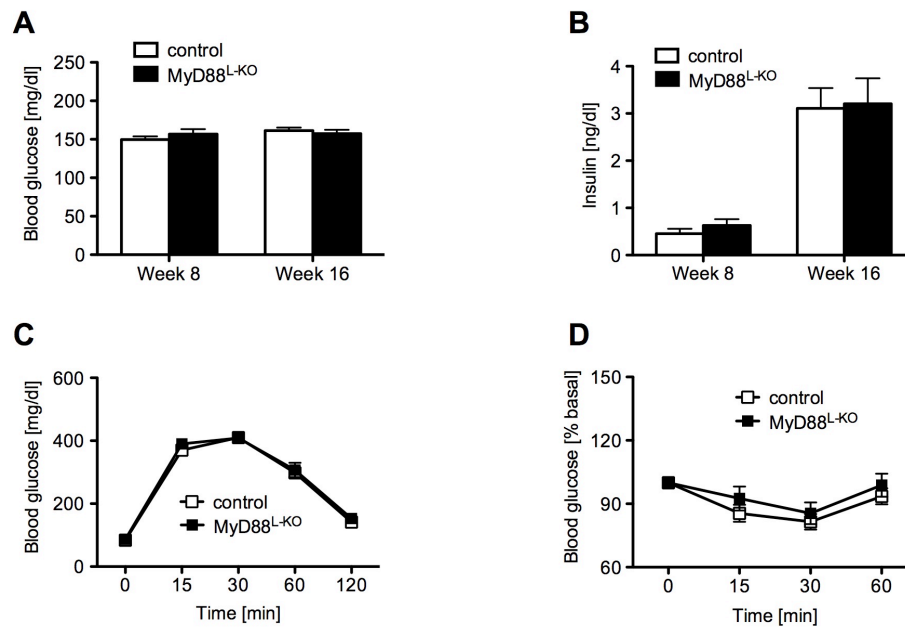 A
control
MyD88L-KO
Blood glucose [mg/dl]
250
200
150
100
50
0
Week 8
Week 16
B
control
MyD88L-KO
Insulin [ng/dl]
4
3
2
1
0
Week 8
Week 16
C
Blood glucose [mg/dl]
600
400
200
0
control
MyD88L-KO
0 15 30 60 120
Time [min]
D
Blood glucose [% basal]
150
120
90
60
control
MyD88L-KO
0 15 30 60
Time [min]